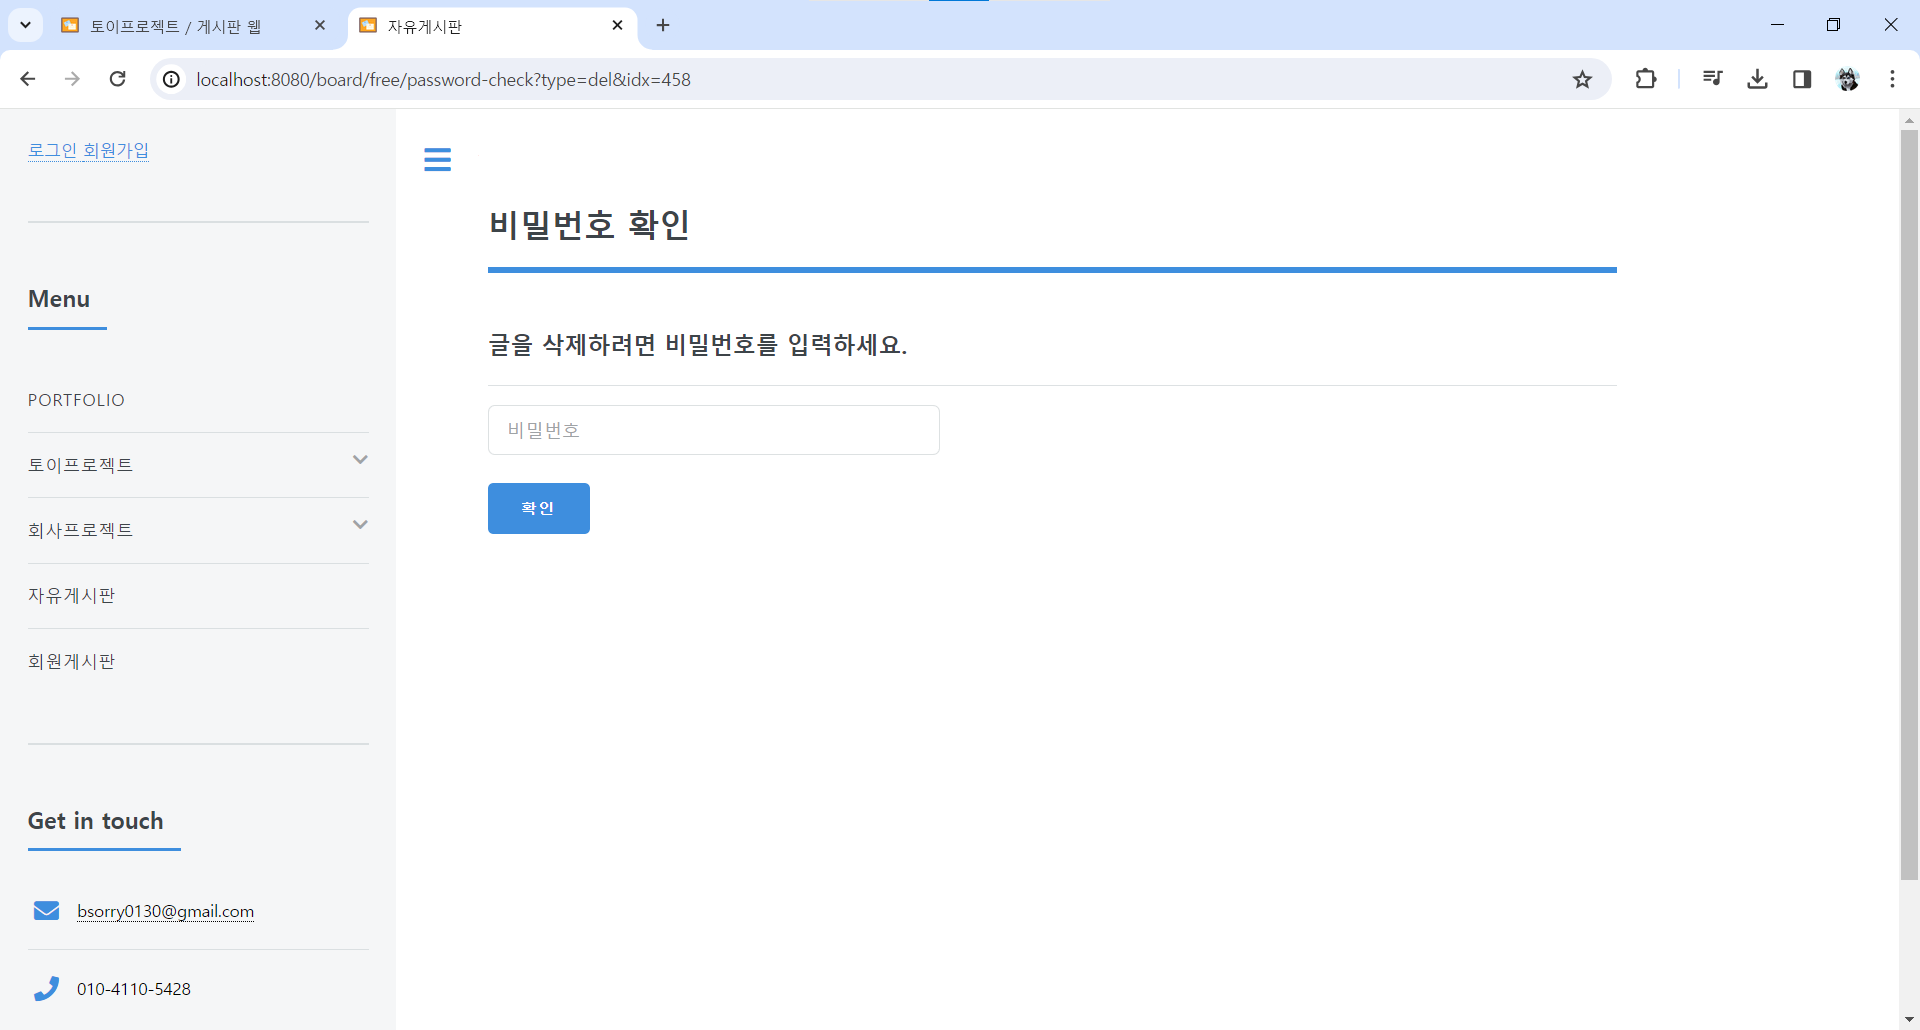 토이프로젝트 / 게시판 웹
자유게시판
localhost:8080/board/free/password-check?type=del&idx=458
로그인 회원가입
Menu
PORTFOLIO
토이프로젝트
회사프로젝트
자유게시판
회원게시판
Get in touch
bsorry0130@gmail.com
010-4110-5428
비밀번호 확인
글을 삭제하려면 비밀번호를 입력하세요.
비밀번호
확인